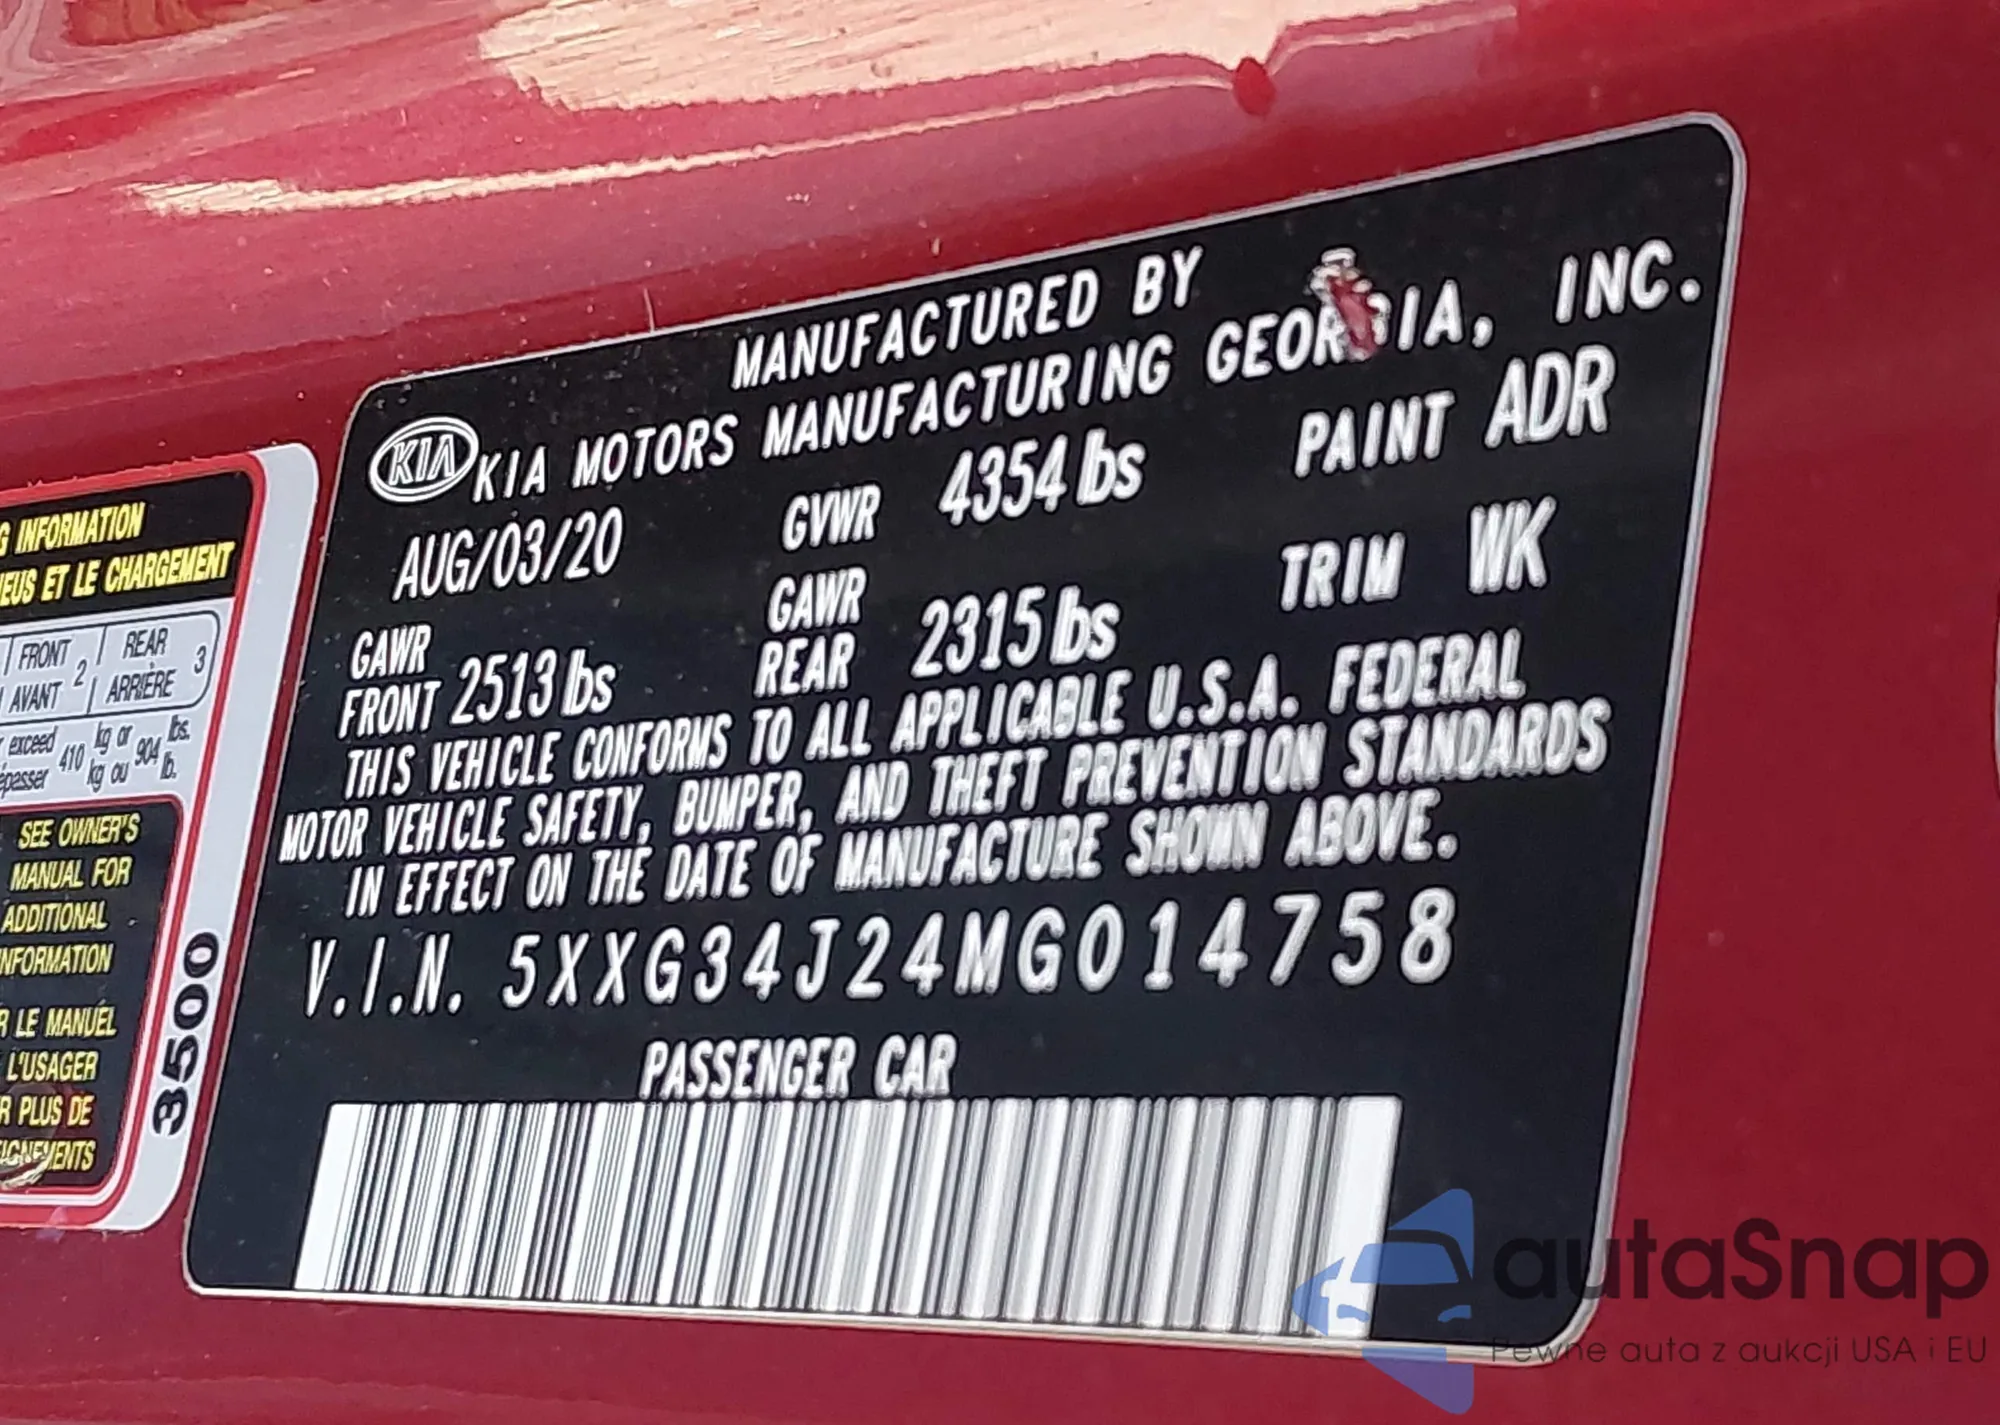 MANUFACTURED BY
KIA KIA MOTORS MANUFACTURING GEORGIA, INC.
AUG/03/20 GVWR 4354 lbs PAINT ADR
GAWR FRONT 2513 lbs GAWR REAR 2315 lbs TRIM WK
THIS VEHICLE CONFORMS TO ALL APPLICABLE U.S.A. FEDERAL
MOTOR VEHICLE SAFETY, BUMPER, AND THEFT PREVENTION STANDARDS
IN EFFECT ON THE DATE OF MANUFACTURE SHOWN ABOVE.
V.I.N. 5XXG34J24MG014758
PASSENGER CAR
INFORMATION
ET LE CHARGEMENT
FRONT 2 REAR 3
AVANT ARRIÈRE
exceed 410 kg or 904 lbs.
kg ou lb.
SEE OWNER'S
MANUAL FOR
ADDITIONAL
INFORMATION
LE MANUEL
L'USAGER
PLUS DE
3500
autaSnap
Pewne auta z aukcji USA i EU